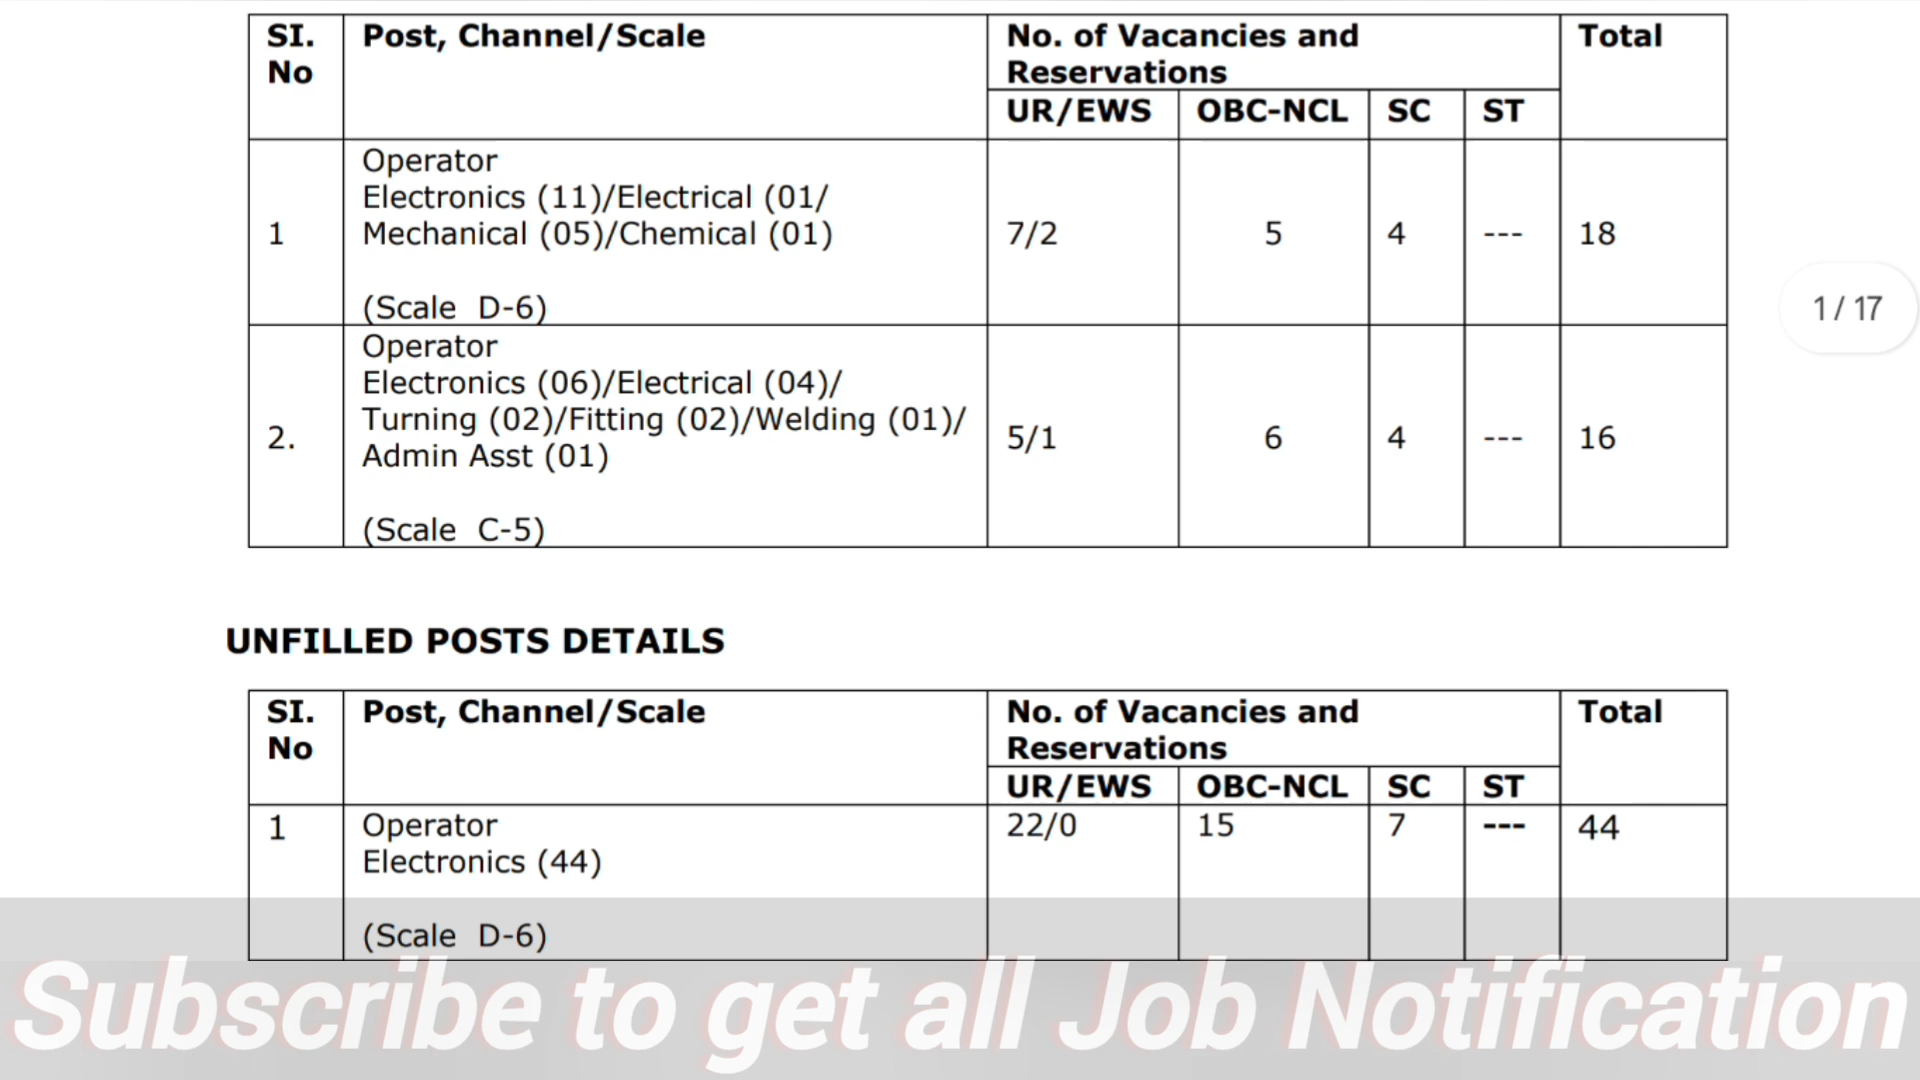 SI. No | Post, Channel/Scale | No. of Vacancies and Reservations | Total
UR/EWS | OBC-NCL | SC | ST
1 | Operator
Electronics (11)/Electrical (01/
Mechanical (05)/Chemical (01)
(Scale D-6) | 7/2 | 5 | 4 | --- | 18
2. | Operator
Electronics (06)/Electrical (04)/
Turning (02)/Fitting (02)/Welding (01)/
Admin Asst (01)
(Scale C-5) | 5/1 | 6 | 4 | --- | 16
1 / 17
UNFILLED POSTS DETAILS
SI. No | Post, Channel/Scale | No. of Vacancies and Reservations | Total
UR/EWS | OBC-NCL | SC | ST
1 | Operator
Electronics (44)
(Scale D-6) | 22/0 | 15 | 7 | --- | 44
Subscribe to get all Job Notification